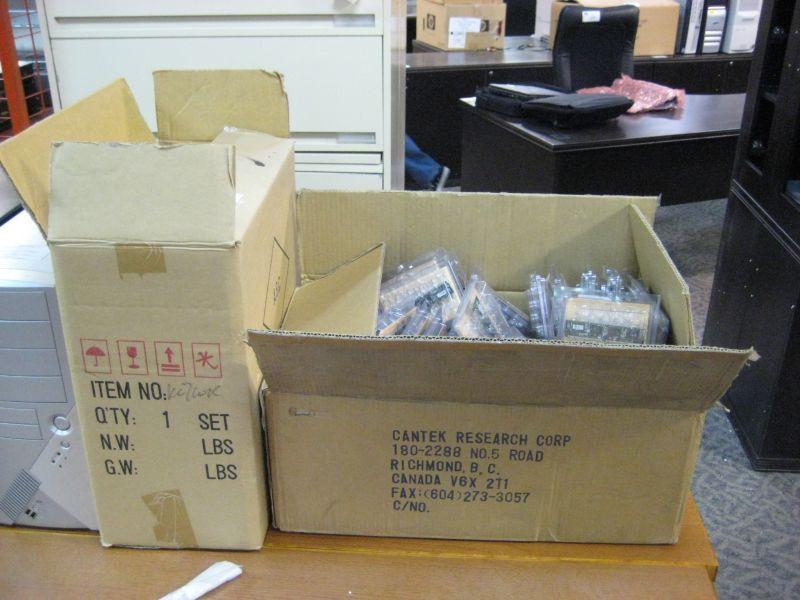 ITEM NO:
Q'TY: 1 SET
N.W: LBS
G.W: LBS
CANTEK RESEARCH CORP
180-2288 NO.5 ROAD
RICHMOND, B, C,
CANADA V6X 2T1
FAX:(604)273-3057
C/NO.